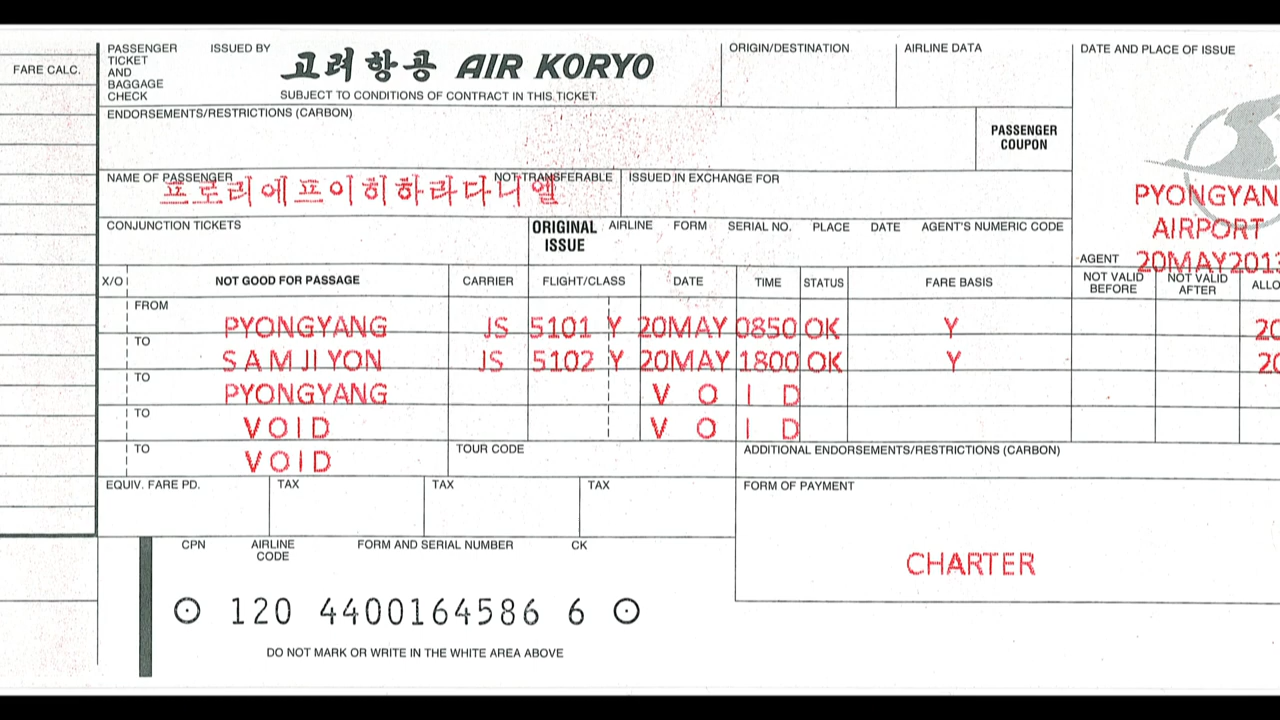 FARE CALC.
PASSENGER TICKET AND BAGGAGE CHECK
ISSUED BY
고려항공 AIR KORYO
SUBJECT TO CONDITIONS OF CONTRACT IN THIS TICKET.
ORIGIN/DESTINATION
AIRLINE DATA
DATE AND PLACE OF ISSUE
ENDORSEMENTS/RESTRICTIONS (CARBON)
PASSENGER COUPON
NAME OF PASSENGER
NOT TRANSFERABLE
ISSUED IN EXCHANGE FOR
프로리에프이히하라다니엘
PYONGYAN
AIRPORT
CONJUNCTION TICKETS
ORIGINAL ISSUE
AIRLINE FORM SERIAL NO. PLACE DATE AGENT'S NUMERIC CODE
AGENT
20MAY2013
X/O
NOT GOOD FOR PASSAGE
CARRIER
FLIGHT/CLASS
DATE
TIME
STATUS
FARE BASIS
NOT VALID BEFORE
NOT VALID AFTER
ALLO
FROM
PYONGYANG JS 5101 Y 20MAY 0850 OK Y 20
TO
SAMJIYON JS 5102 Y 20MAY 1800 OK Y 20
TO
PYONGYANG V O I D
TO
VOID V O I D
TO
VOID
TOUR CODE
ADDITIONAL ENDORSEMENTS/RESTRICTIONS (CARBON)
EQUIV. FARE PD.
TAX
TAX
TAX
FORM OF PAYMENT
CHARTER
CPN
AIRLINE CODE
FORM AND SERIAL NUMBER
CK
120 4400164586 6
DO NOT MARK OR WRITE IN THE WHITE AREA ABOVE